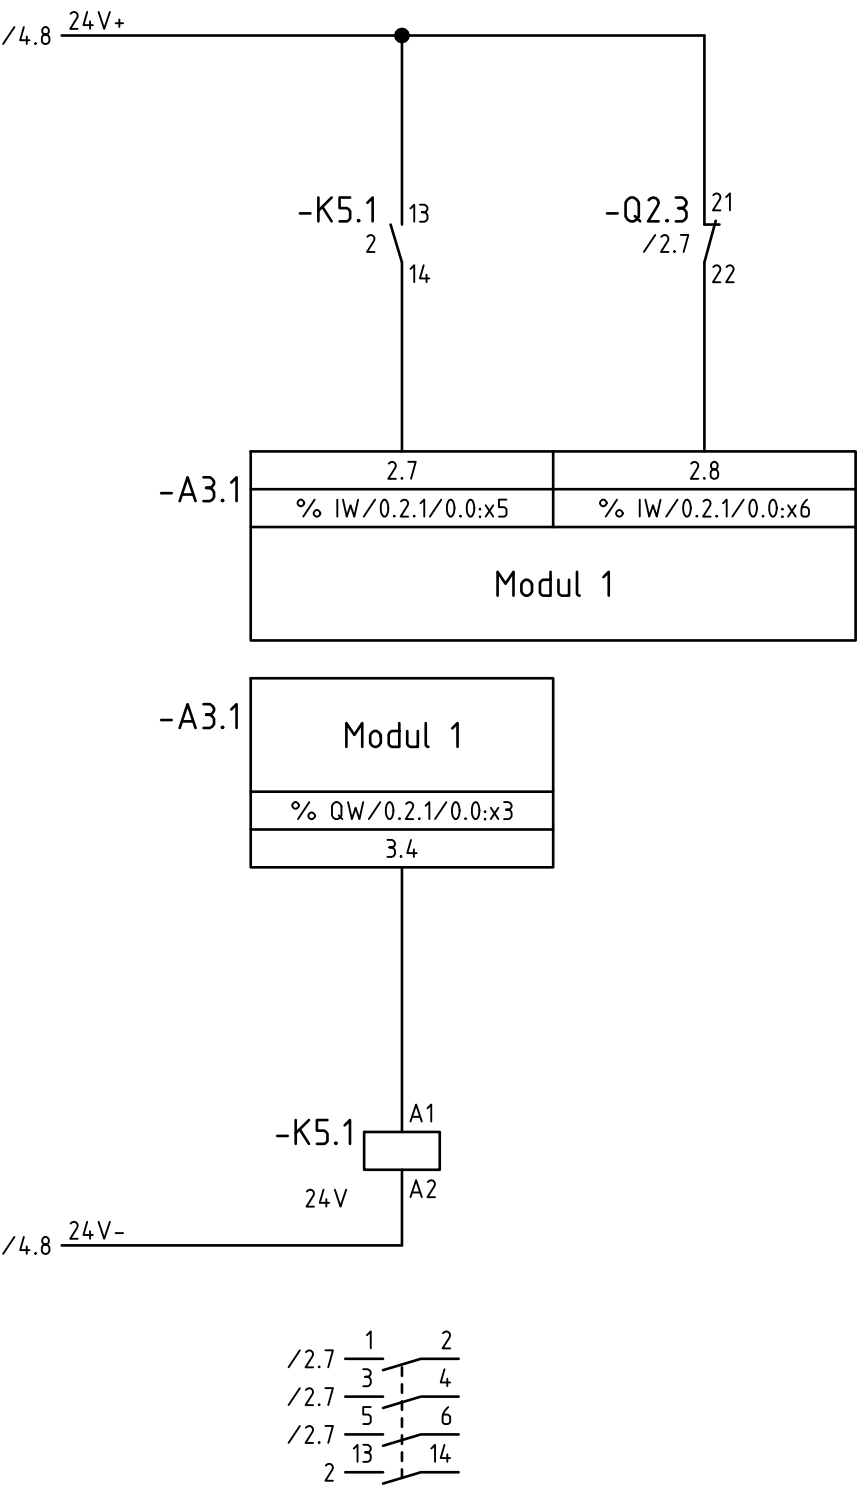 24V+
/4.8
-K5.1 13
2
14
-Q2.3 21
/2.7
22
-A3.1
2.7 2.8
% IW/0.2.1/0.0:x5 % IW/0.2.1/0.0:x6
Modul 1
-A3.1
Modul 1
% QW/0.2.1/0.0:x3
3.4
-K5.1 A1
24V A2
24V-
/4.8
1 2
/2.7
3 4
/2.7
5 6
/2.7
13 14
2